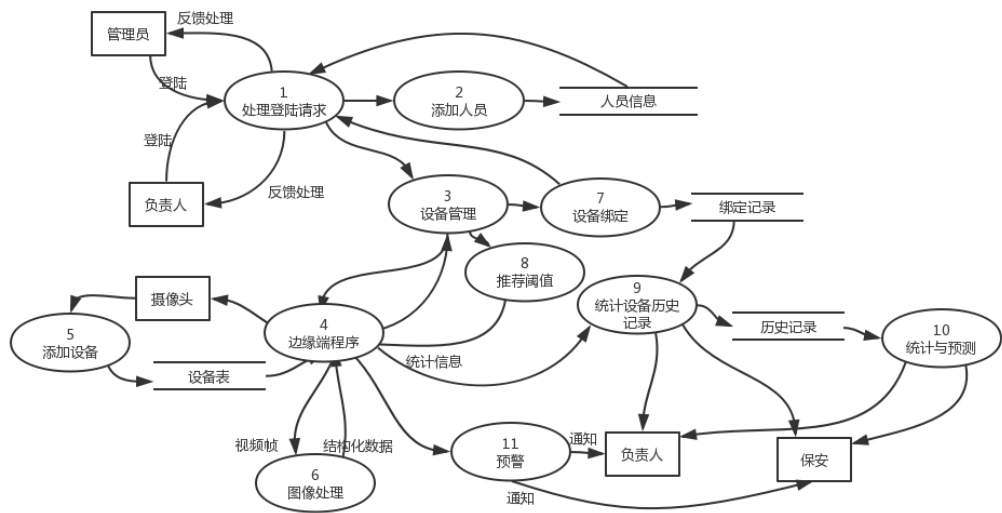 管理员
反馈处理
登陆
1
处理登陆请求
2
添加人员
人员信息
登陆
负责人
反馈处理
3
设备管理
7
设备绑定
绑定记录
8
推荐阈值
摄像头
5
添加设备
设备表
4
边缘端程序
统计信息
9
统计设备历史
记录
历史记录
10
统计与预测
视频帧
结构化数据
6
图像处理
11
预警
通知
通知
负责人
保安